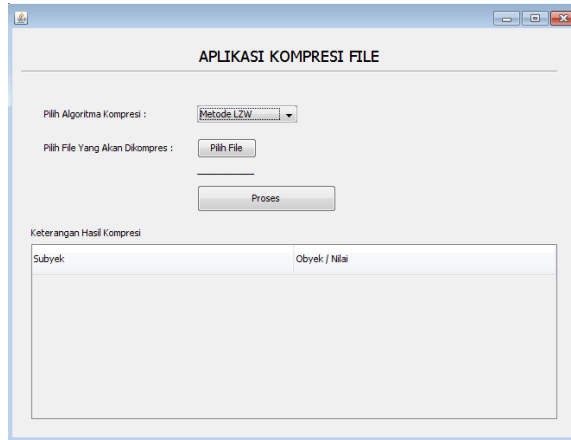 APLIKASI KOMPRESI FILE
Pilih Algoritma Kompresi :
Metode LZW
Pilih File Yang Akan Dikompres :
Pilih File
Proses
Keterangan Hasil Kompresi
Subyek
Obyek / Nilai